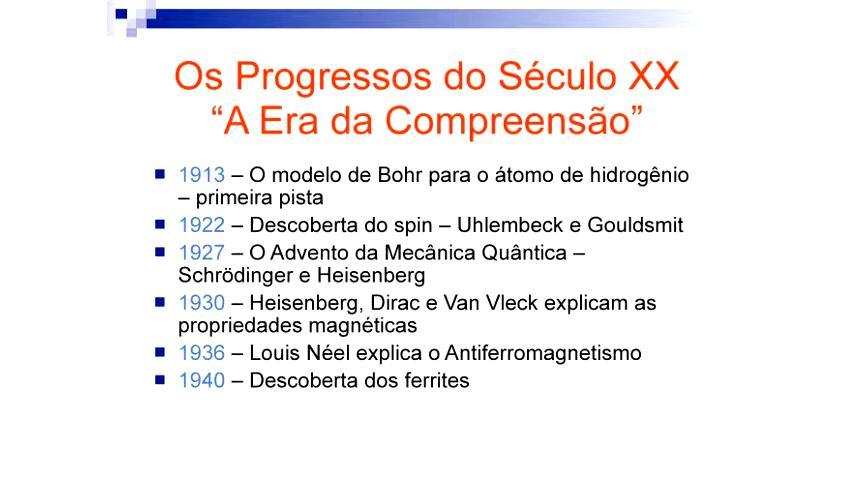 Os Progressos do Século XX
“A Era da Compreensão”
1913 – O modelo de Bohr para o átomo de hidrogênio
– primeira pista
1922 – Descoberta do spin – Uhlembeck e Gouldsmit
1927 – O Advento da Mecânica Quântica –
Schrödinger e Heisenberg
1930 – Heisenberg, Dirac e Van Vleck explicam as
propriedades magnéticas
1936 – Louis Néel explica o Antiferromagnetismo
1940 – Descoberta dos ferrites